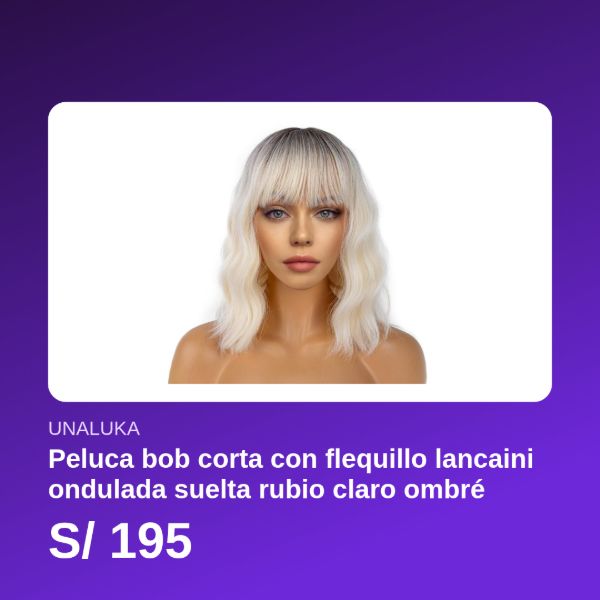 UNALUKA
Peluca bob corta con flequillo lancaini
ondulada suelta rubio claro ombré
S/ 195